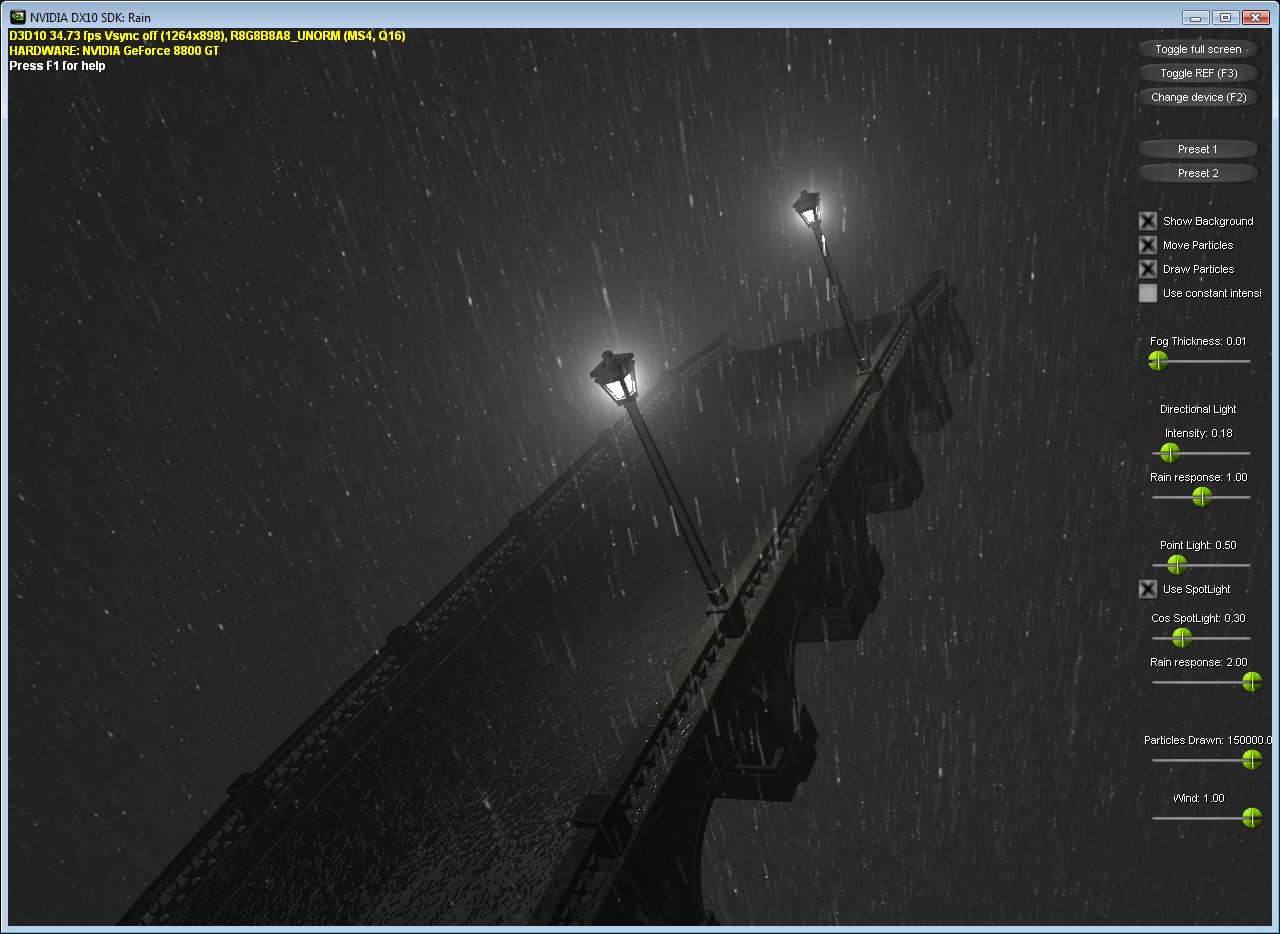 NVIDIA DX10 SDK: Rain
D3D10 34.73 fps Vsync off (1264x898), R8G8B8A8_UNORM (MS4, Q16)
HARDWARE: NVIDIA GeForce 8800 GT
Press F1 for help
Toggle full screen
Toggle REF (F3)
Change device (F2)
Preset 1
Preset 2
Show Background
Move Particles
Draw Particles
Use constant intensi
Fog Thickness: 0.01
Directional Light
Intensity: 0.18
Rain response: 1.00
Point Light: 0.50
Use SpotLight
Cos SpotLight: 0.30
Rain response: 2.00
Particles Drawn: 150000.0
Wind: 1.00